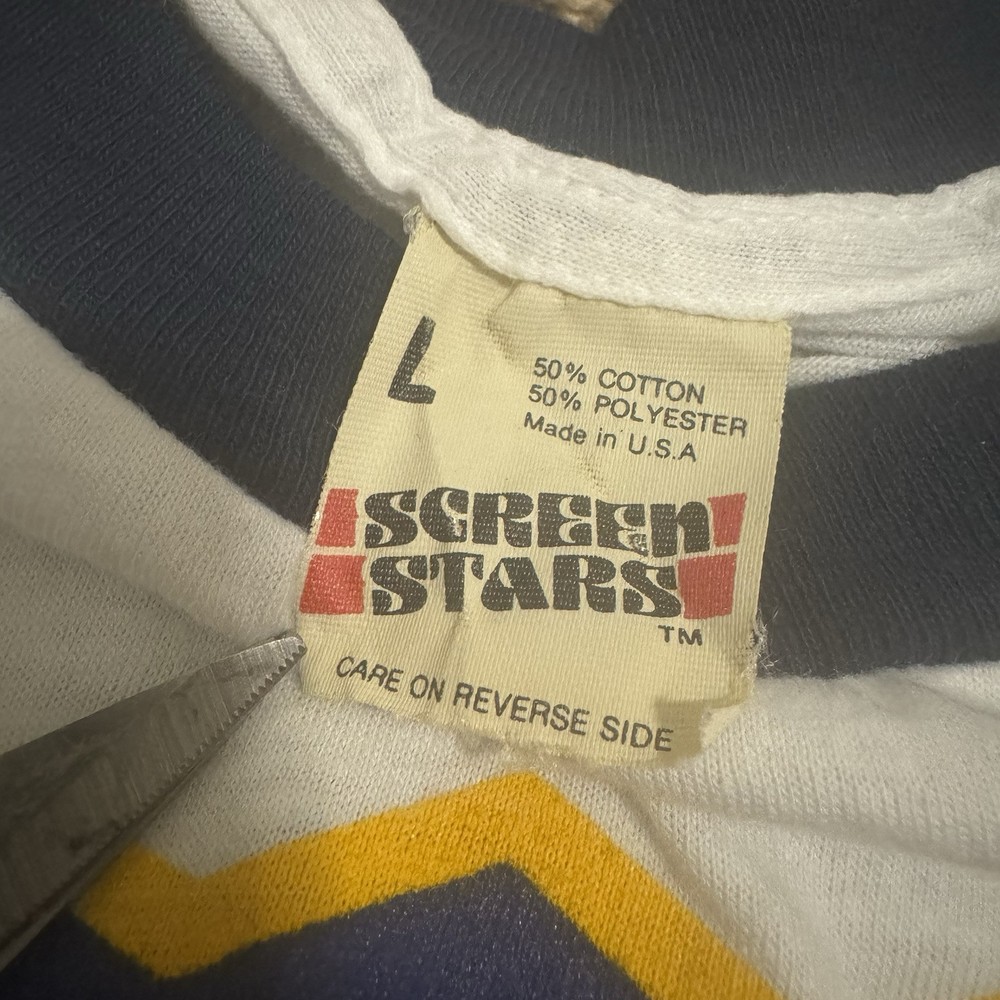 L
50% COTTON
50% POLYESTER
Made in U.S.A
SCREEN
STARS
TM
CARE ON REVERSE SIDE